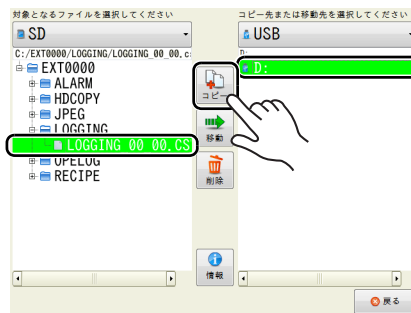 対象となるファイルを選択してください
コピー先または移動先を選択してください
SD
USB
C:/EXT0000/LOGGING/LOGGING_00_00.c
D:
EXT0000
D:
ALARM
HDCOPY
JPEG
LOGGING
LOGGING_00_00.CS
OPELOG
RECIPE
コピー
移動
削除
情報
戻る